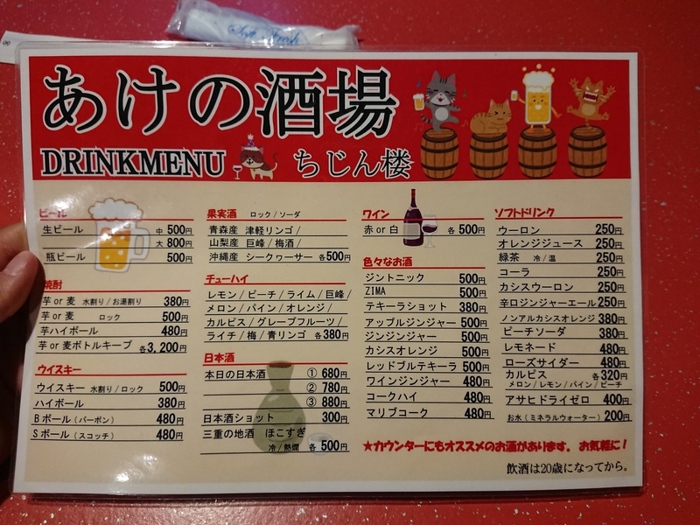 Soft Fresh
あけの酒場
DRINKMENU ちじん楼
ビール
生ビール 中 500円
大 800円
瓶ビール 500円
焼酎
芋or麦 水割り/お湯割り 380円
芋or麦 ロック 500円
芋ハイボール 480円
芋or麦ボトルキープ 各3,200円
ウイスキー
ウイスキー 水割り/ロック 500円
ハイボール 380円
Bボール(バーボン) 480円
Sボール(スコッチ) 480円
果実酒 ロック/ソーダ
青森産 津軽リンゴ/
山梨産 巨峰/梅酒/
沖縄産 シークヮーサー 各500円
チューハイ
レモン/ピーチ/ライム/巨峰/
メロン/パイン/オレンジ/
カルピス/グレープフルーツ/
ライチ/梅/青リンゴ 各380円
日本酒
本日の日本酒 ① 680円
② 780円
③ 880円
日本酒ショット 300円
三重の地酒 ほこすぎ
冷/熱燗 各500円
ワイン
赤or白 各500円
色々なお酒
ジントニック 500円
ZIMA 500円
テキーラショット 380円
アップルジンジャー 500円
ジンジンジャー 500円
カシスオレンジ 500円
レッドブルテキーラ 500円
ワインジンジャー 480円
コークハイ 480円
マリブコーク 480円
ソフトドリンク
ウーロン 250円
オレンジジュース 250円
緑茶 冷/温 250円
コーラ 250円
カシスウーロン 250円
辛口ジンジャーエール 250円
ノンアルカシスオレンジ 380円
ピーチソーダ 380円
レモネード 480円
ローズサイダー 480円
カルピス 各320円
メロン/レモン/パイン/ピーチ
アサヒドライゼロ 400円
お水(ミネラルウォーター) 200円
★カウンターにもオススメのお酒があります。お気軽に!
飲酒は20歳になってから。